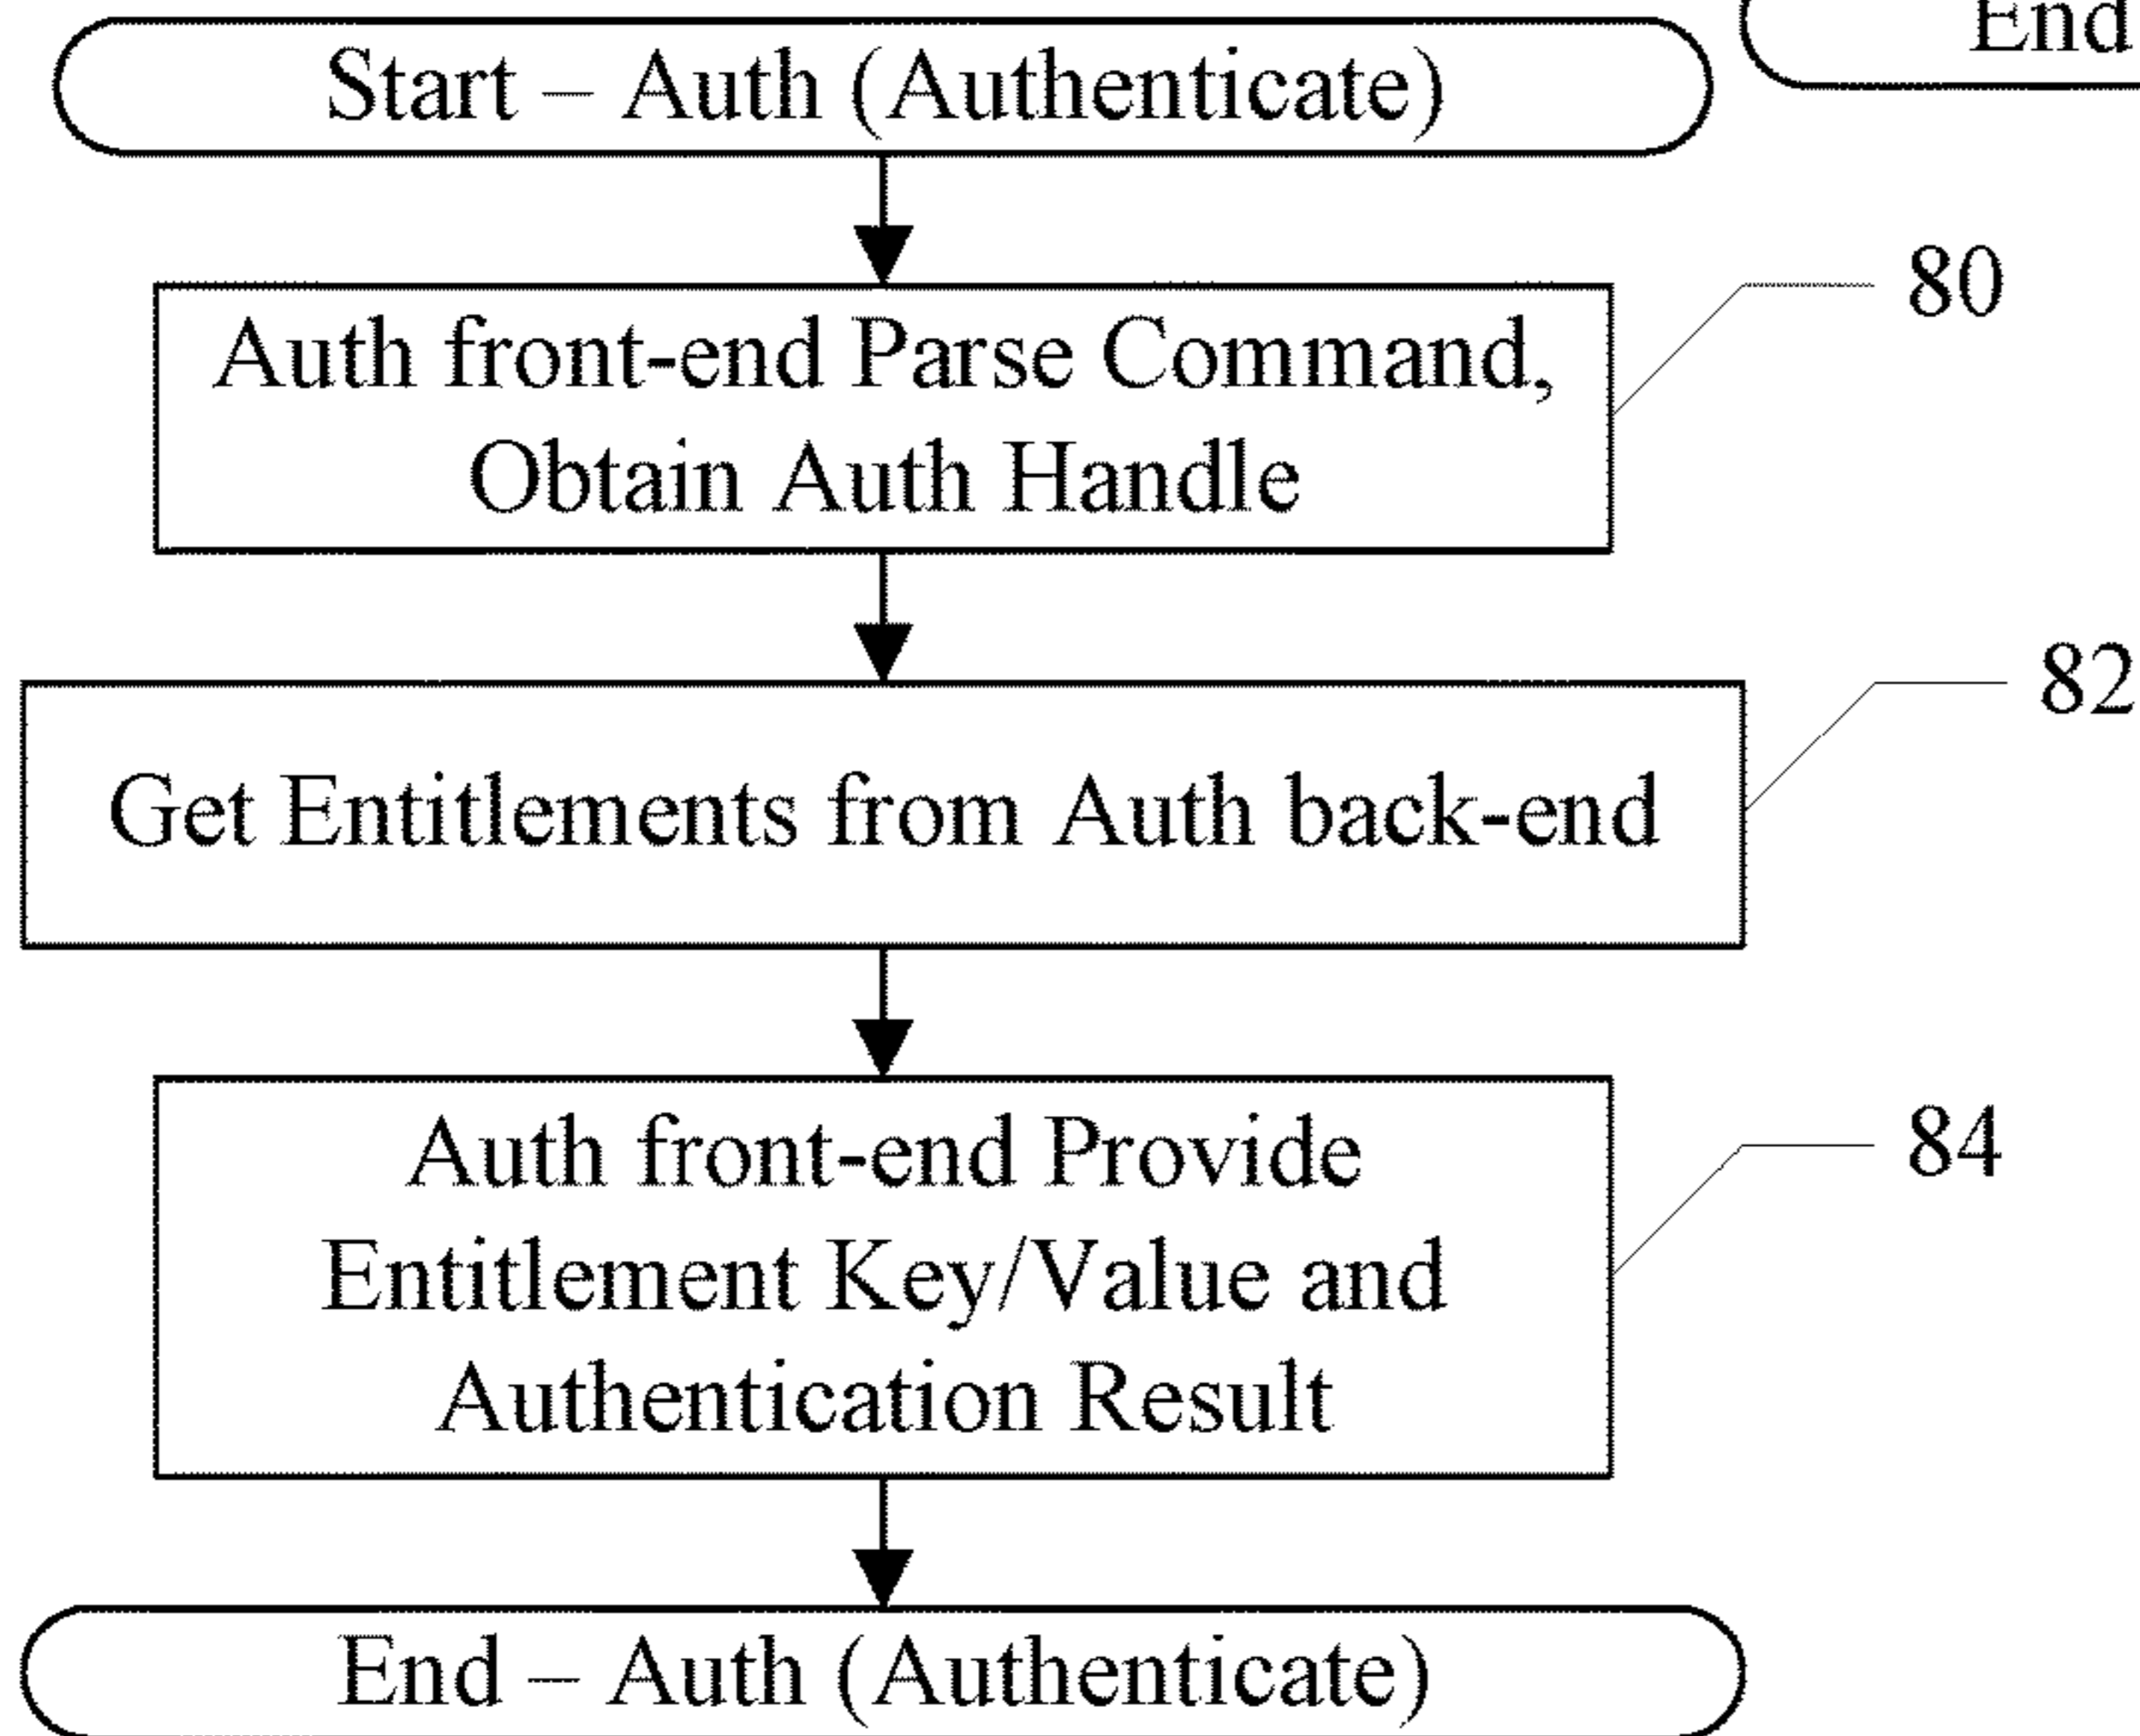 Start – Auth (Authenticate)
End
80
Auth front-end Parse Command,
Obtain Auth Handle
82
Get Entitlements from Auth back-end
84
Auth front-end Provide
Entitlement Key/Value and
Authentication Result
End – Auth (Authenticate)